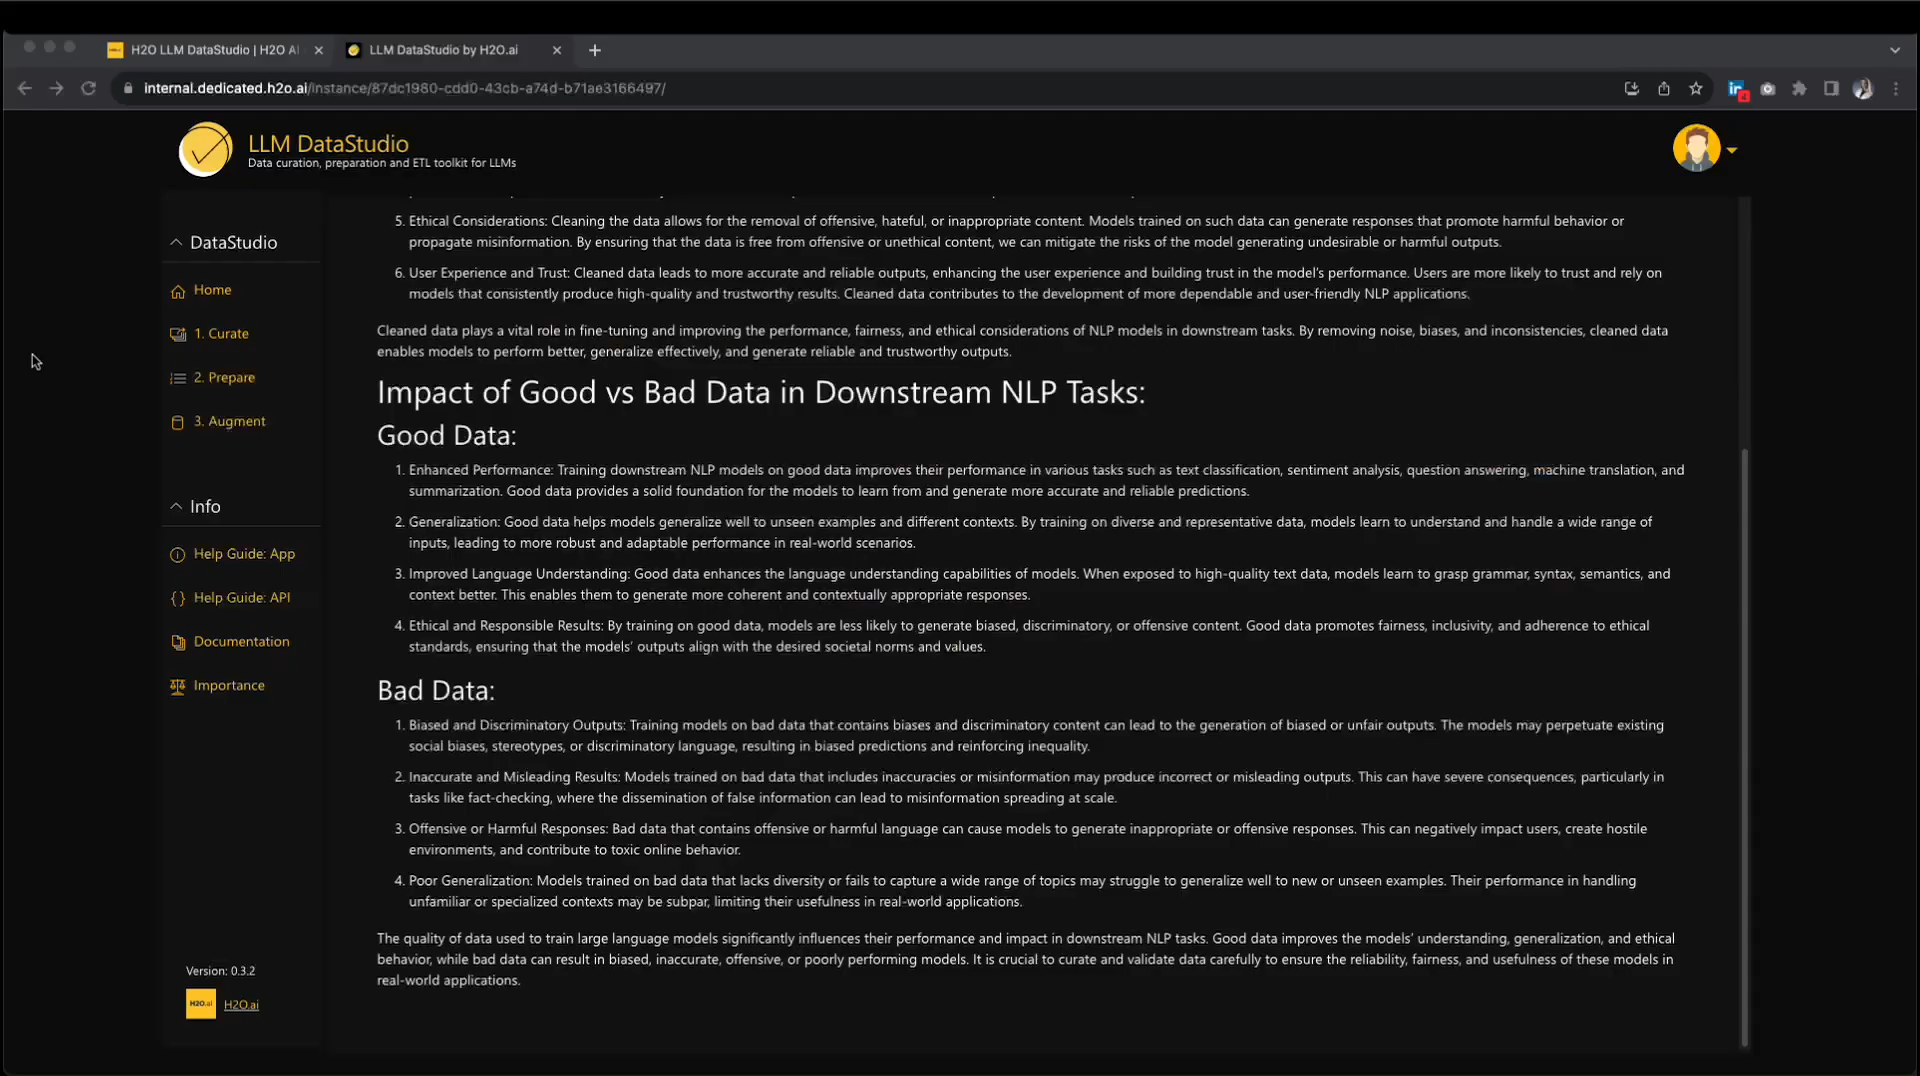 H2O LLM DataStudio | H2O AI
LLM DataStudio by H2O.ai
internal.dedicated.h2o.ai/instance/87dc1980-cdd0-43cb-a74d-b71ae3166497/
LLM DataStudio
Data curation, preparation and ETL toolkit for LLMs
DataStudio
Home
1. Curate
2. Prepare
3. Augment
Info
Help Guide: App
Help Guide: API
Documentation
Importance
Version: 0.3.2
H2O.ai
H2O.ai
5. Ethical Considerations: Cleaning the data allows for the removal of offensive, hateful, or inappropriate content. Models trained on such data can generate responses that promote harmful behavior or
propagate misinformation. By ensuring that the data is free from offensive or unethical content, we can mitigate the risks of the model generating undesirable or harmful outputs.
6. User Experience and Trust: Cleaned data leads to more accurate and reliable outputs, enhancing the user experience and building trust in the model's performance. Users are more likely to trust and rely on
models that consistently produce high-quality and trustworthy results. Cleaned data contributes to the development of more dependable and user-friendly NLP applications.
Cleaned data plays a vital role in fine-tuning and improving the performance, fairness, and ethical considerations of NLP models in downstream tasks. By removing noise, biases, and inconsistencies, cleaned data
enables models to perform better, generalize effectively, and generate reliable and trustworthy outputs.
Impact of Good vs Bad Data in Downstream NLP Tasks:
Good Data:
1. Enhanced Performance: Training downstream NLP models on good data improves their performance in various tasks such as text classification, sentiment analysis, question answering, machine translation, and
summarization. Good data provides a solid foundation for the models to learn from and generate more accurate and reliable predictions.
2. Generalization: Good data helps models generalize well to unseen examples and different contexts. By training on diverse and representative data, models learn to understand and handle a wide range of
inputs, leading to more robust and adaptable performance in real-world scenarios.
3. Improved Language Understanding: Good data enhances the language understanding capabilities of models. When exposed to high-quality text data, models learn to grasp grammar, syntax, semantics, and
context better. This enables them to generate more coherent and contextually appropriate responses.
4. Ethical and Responsible Results: By training on good data, models are less likely to generate biased, discriminatory, or offensive content. Good data promotes fairness, inclusivity, and adherence to ethical
standards, ensuring that the models' outputs align with the desired societal norms and values.
Bad Data:
1. Biased and Discriminatory Outputs: Training models on bad data that contains biases and discriminatory content can lead to the generation of biased or unfair outputs. The models may perpetuate existing
social biases, stereotypes, or discriminatory language, resulting in biased predictions and reinforcing inequality.
2. Inaccurate and Misleading Results: Models trained on bad data that includes inaccuracies or misinformation may produce incorrect or misleading outputs. This can have severe consequences, particularly in
tasks like fact-checking, where the dissemination of false information can lead to misinformation spreading at scale.
3. Offensive or Harmful Responses: Bad data that contains offensive or harmful language can cause models to generate inappropriate or offensive responses. This can negatively impact users, create hostile
environments, and contribute to toxic online behavior.
4. Poor Generalization: Models trained on bad data that lacks diversity or fails to capture a wide range of topics may struggle to generalize well to new or unseen examples. Their performance in handling
unfamiliar or specialized contexts may be subpar, limiting their usefulness in real-world applications.
The quality of data used to train large language models significantly influences their performance and impact in downstream NLP tasks. Good data improves the models' understanding, generalization, and ethical
behavior, while bad data can result in biased, inaccurate, offensive, or poorly performing models. It is crucial to curate and validate data carefully to ensure the reliability, fairness, and usefulness of these models in
real-world applications.